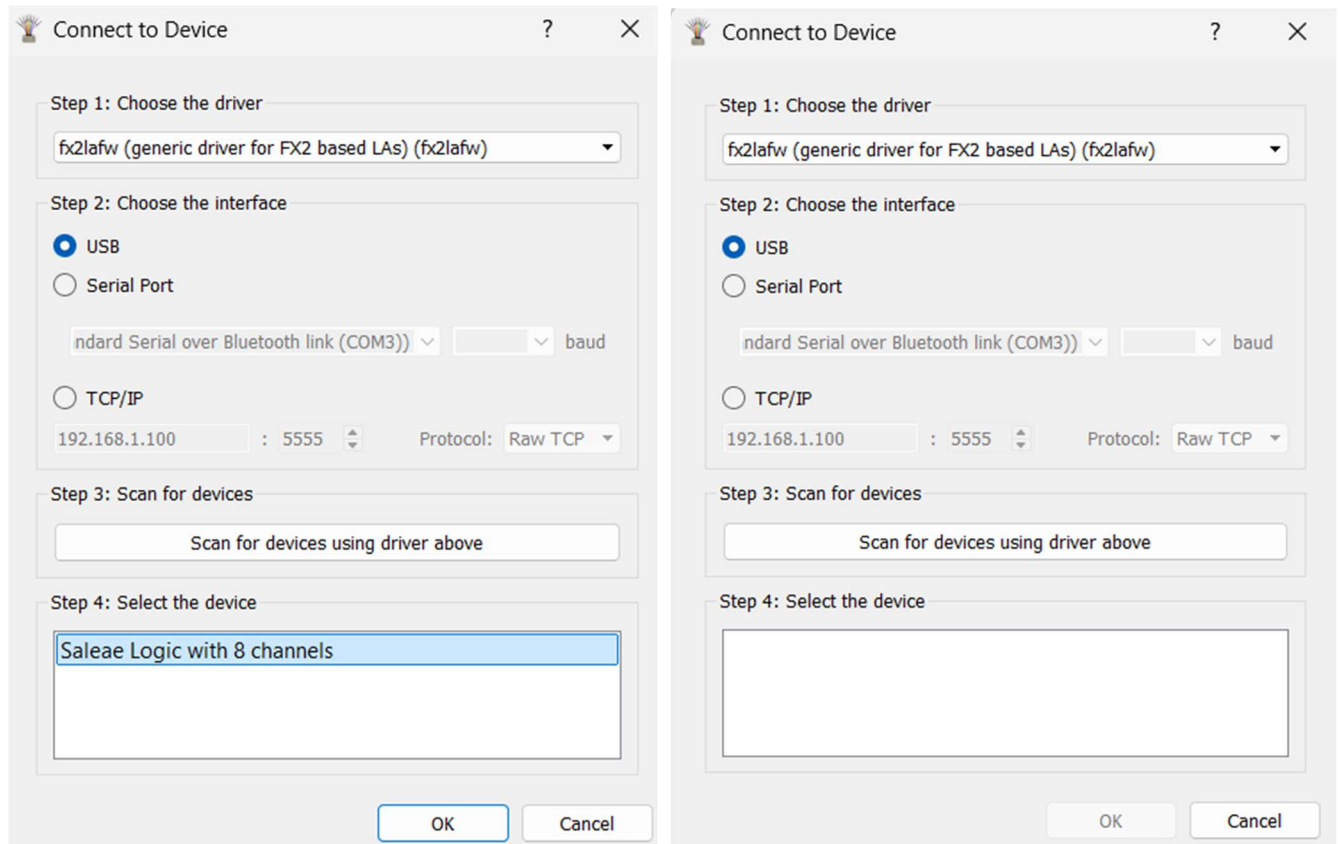 Connect to Device ? ×
Step 1: Choose the driver
fx2lafw (generic driver for FX2 based LAs) (fx2lafw)
Step 2: Choose the interface
USB
Serial Port
ndard Serial over Bluetooth link (COM3)) baud
TCP/IP
192.168.1.100 : 5555 Protocol: Raw TCP
Step 3: Scan for devices
Scan for devices using driver above
Step 4: Select the device
Saleae Logic with 8 channels
OK Cancel
Connect to Device ? ×
Step 1: Choose the driver
fx2lafw (generic driver for FX2 based LAs) (fx2lafw)
Step 2: Choose the interface
USB
Serial Port
ndard Serial over Bluetooth link (COM3)) baud
TCP/IP
192.168.1.100 : 5555 Protocol: Raw TCP
Step 3: Scan for devices
Scan for devices using driver above
Step 4: Select the device
OK Cancel